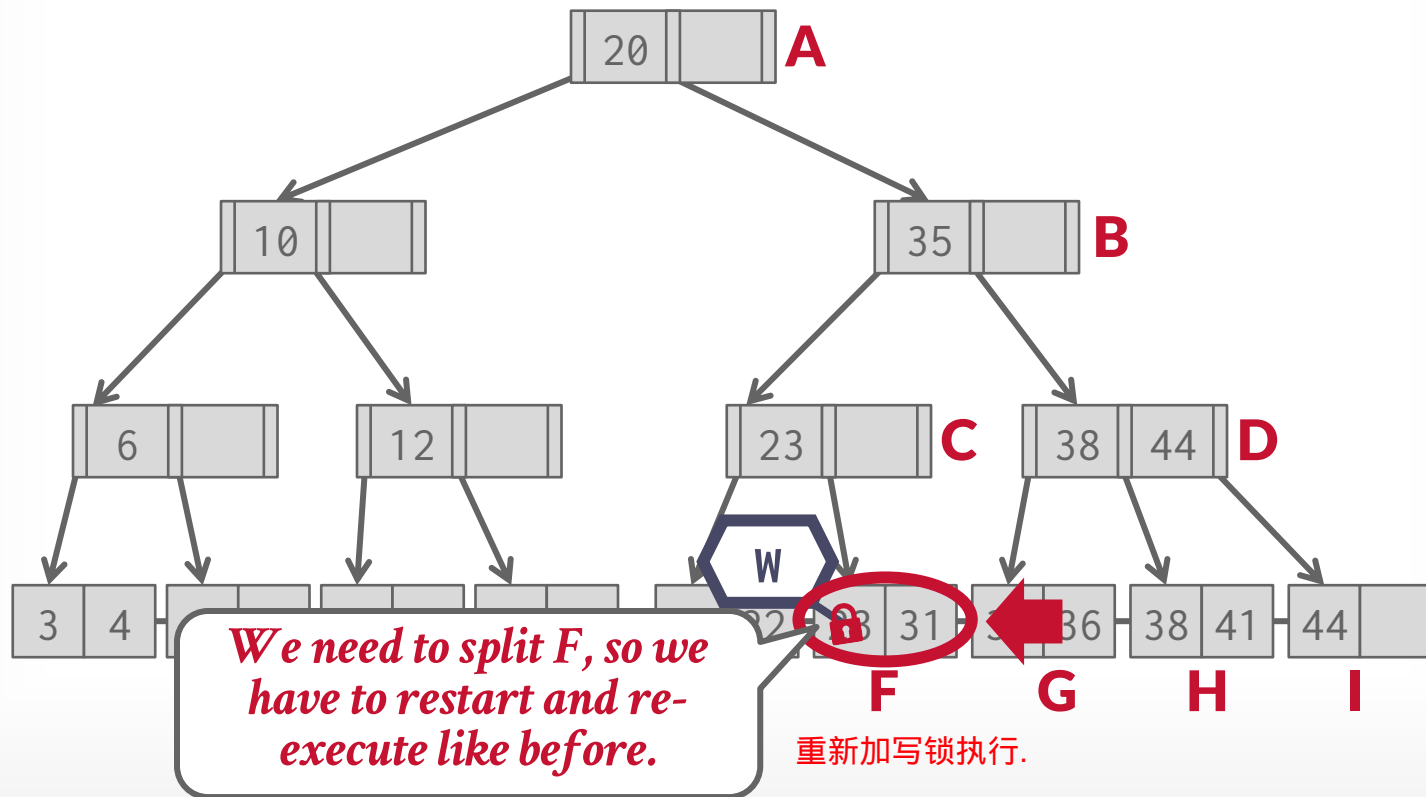 20 A
10 35 B
6 12 23 C 38 44 D
W
3 4 22 31 36 38 41 44
We need to split F, so we
have to restart and re-
execute like before.
F G H I
重新加写锁执行.